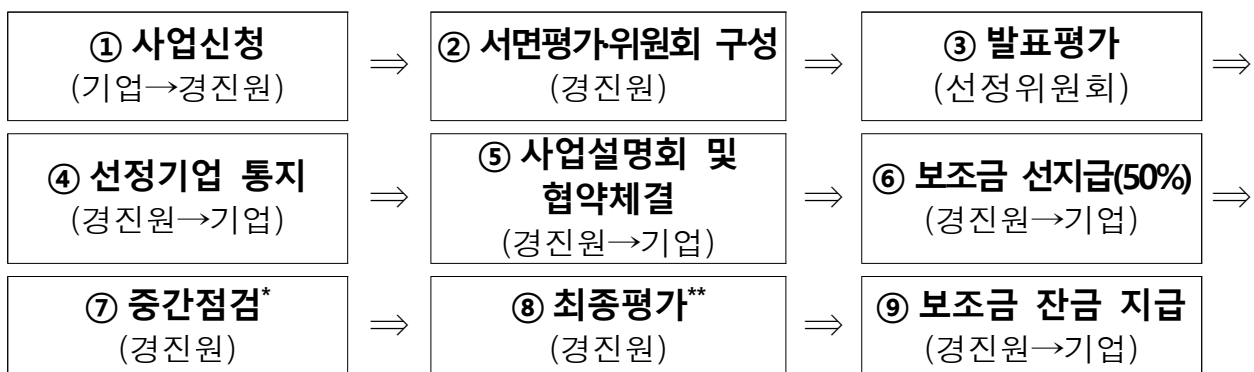 ① 사업신청
(기업→경진원)
⇒
② 서면평가·위원회 구성
(경진원)
⇒
③ 발표평가
(선정위원회)
⇒
④ 선정기업 통지
(경진원→기업)
⇒
⑤ 사업설명회 및
협약체결
(경진원→기업)
⇒
⑥ 보조금 선지급(50%)
(경진원→기업)
⇒
⑦ 중간점검*
(경진원)
⇒
⑧ 최종평가**
(경진원)
⇒
⑨ 보조금 잔금 지급
(경진원→기업)